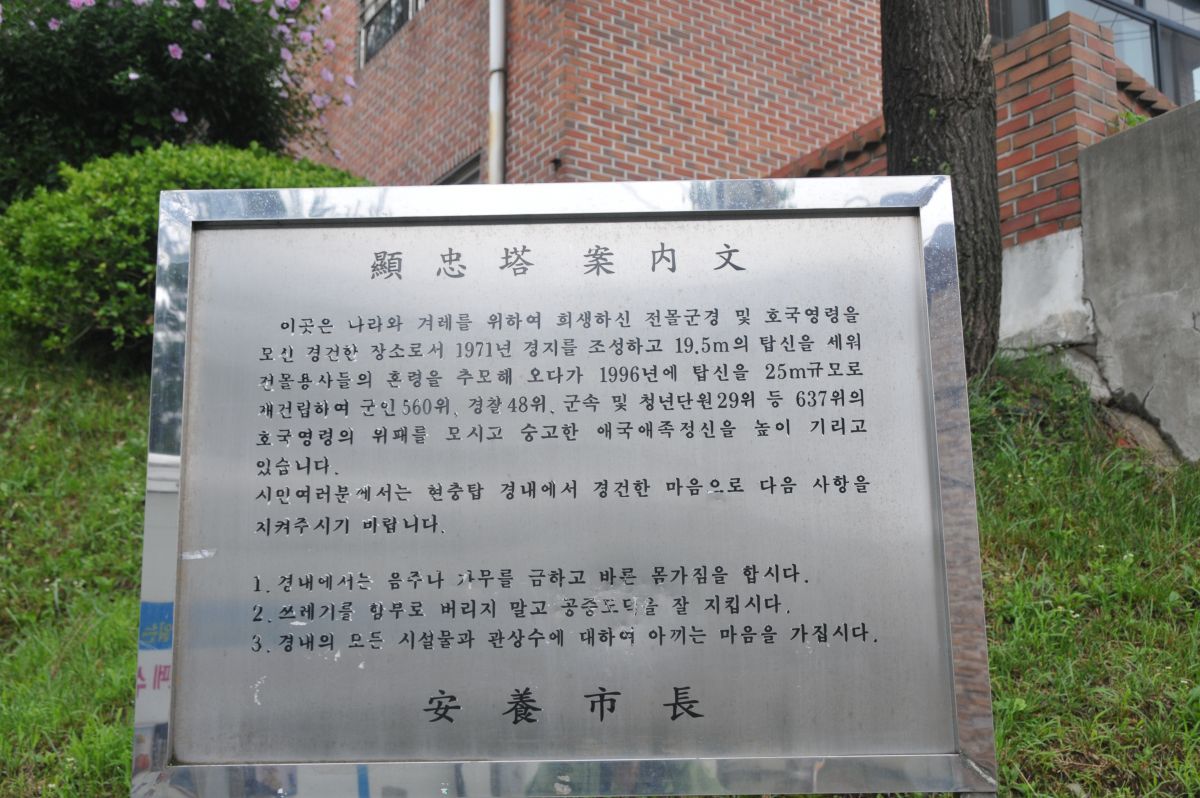 顯忠塔 案内文
이곳은 나라와 겨레를 위하여 희생하신 전몰군경 및 호국영령을
모신 경건한 장소로서 1971년 경지를 조성하고 19.5m의 탑신을 세워
전몰용사들의 혼령을 추모해 오다가 1996년에 탑신을 25m규모로
재건립하여 군인 560위, 경찰 48위, 군속 및 청년단원 29위 등 637위의
호국영령의 위패를 모시고 숭고한 애국애족정신을 높이 기리고
있습니다.
시민여러분께서는 현충탑 경내에서 경건한 마음으로 다음 사항을
지켜주시기 바랍니다.
1. 경내에서는 음주나 가무를 금하고 바른 몸가짐을 합시다.
2. 쓰레기를 함부로 버리지 말고 공중도덕을 잘 지킵시다.
3. 경내의 모든 시설물과 관상수에 대하여 아끼는 마음을 가집시다.
安養市長